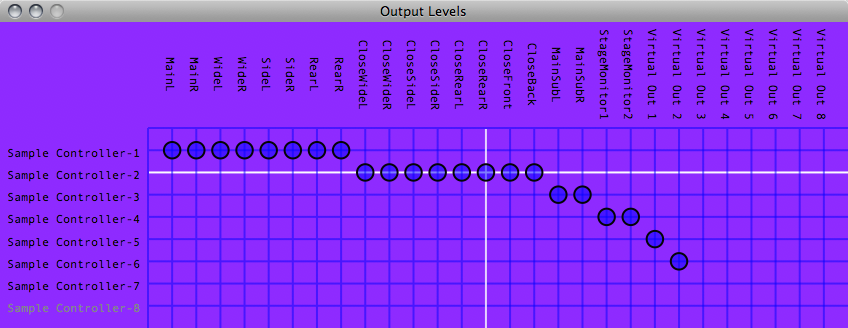 Output Levels
MainL
MainR
WideL
WideR
SideL
SideR
RearL
RearR
CloseWideL
CloseWideR
CloseSideL
CloseSideR
CloseRearL
CloseRearR
CloseFront
CloseBack
MainSubL
MainSubR
StageMonitor1
StageMonitor2
Virtual Out 1
Virtual Out 2
Virtual Out 3
Virtual Out 4
Virtual Out 5
Virtual Out 6
Virtual Out 7
Virtual Out 8
Sample Controller-1
Sample Controller-2
Sample Controller-3
Sample Controller-4
Sample Controller-5
Sample Controller-6
Sample Controller-7
Sample Controller-8